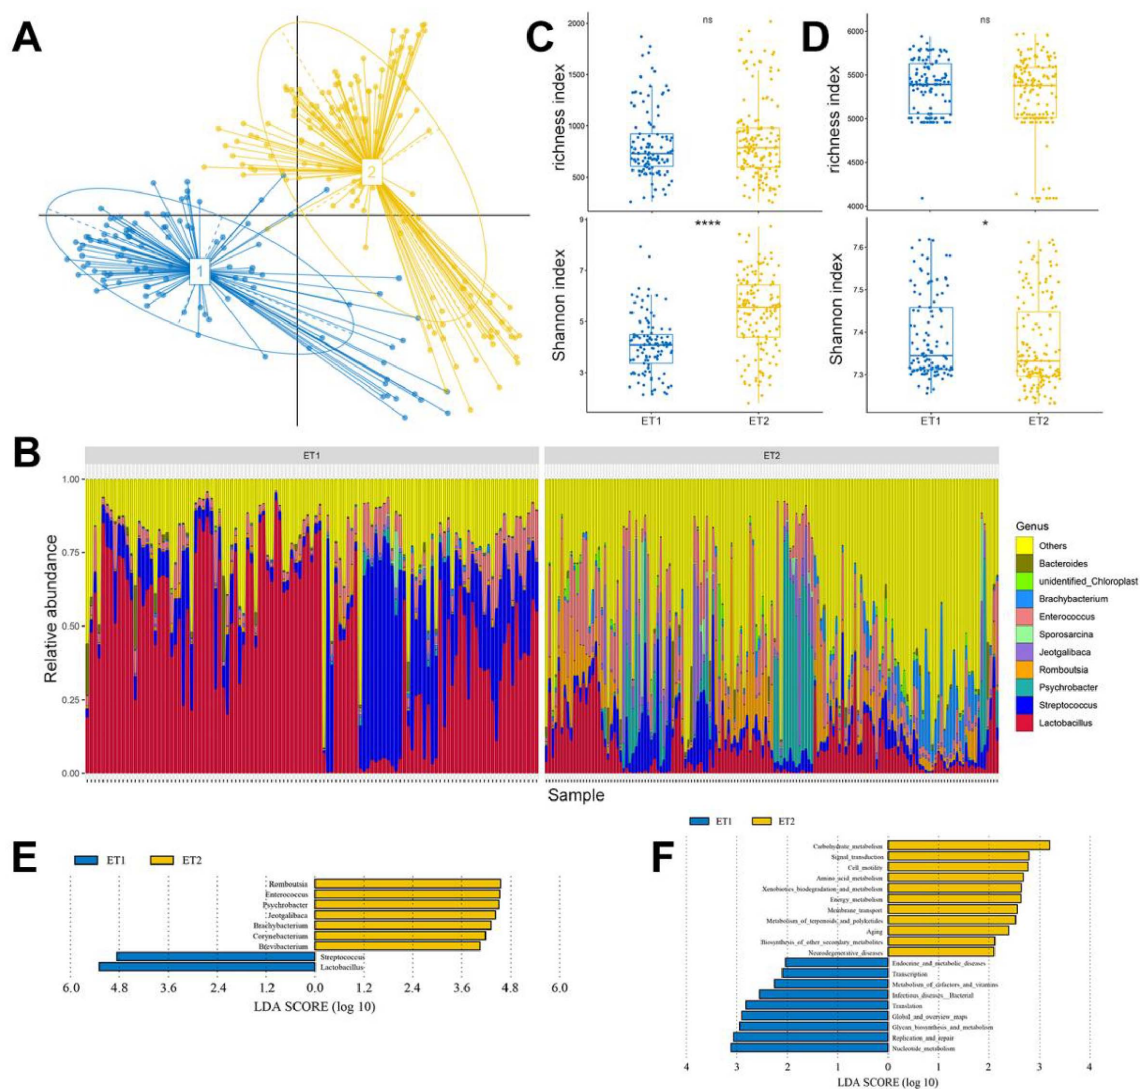 A
1
2
C
ns
richness index
2000
1500
1000
500
****
Shannon index
9
7
5
3
ET1 ET2
D
ns
richness index
6000
5500
5000
4500
4000
*
Shannon index
7.6
7.5
7.4
7.3
ET1 ET2
B
ET1 ET2
Relative abundance
1.00
0.75
0.50
0.25
0.00
Sample
Genus
Others
Bacteroides
unidentified_Chloroplast
Brachybacterium
Enterococcus
Sporosarcina
Jeotgalibaca
Romboutsia
Psychrobacter
Streptococcus
Lactobacillus
E
ET1 ET2
Romboutsia
Enterococcus
Psychrobacter
Jeotgalibaca
Brachybacterium
Corynebacterium
Brevibacterium
Streptococcus
Lactobacillus
6.0 4.8 3.6 2.4 1.2 0.0 1.2 2.4 3.6 4.8 6.0
LDA SCORE (log 10)
F
ET1 ET2
Carbohydrate_metabolism
Signal_transduction
Cell_motility
Amino_acid_metabolism
Xenobiotics_biodegradation_and_metabolism
Energy_metabolism
Membrane_transport
Metabolism_of_terpenoids_and_polyketides
Aging
Biosynthesis_of_other_secondary_metabolites
Neurodegenerative_diseases
Endocrine_and_metabolic_diseases
Transcription
Metabolism_of_cofactors_and_vitamins
Infectious_diseases__Bacterial
Translation
Global_and_overview_maps
Glycan_biosynthesis_and_metabolism
Replication_and_repair
Nucleotide_metabolism
4 3 2 1 0 1 2 3 4
LDA SCORE (log 10)